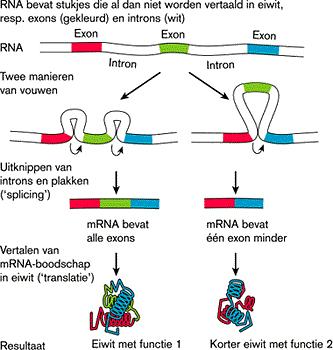 RNA bevat stukjes die al dan niet worden vertaald in eiwit,
resp. exons (gekleurd) en introns (wit)
Exon Exon Exon
RNA
Intron Intron
Twee manieren
van vouwen
Uitknippen van
introns en plakken
('splicing')
mRNA bevat
alle exons
mRNA bevat
één exon minder
Vertalen van
mRNA-boodschap
in eiwit ('translatie')
Resultaat
Eiwit met functie 1
Korter eiwit met functie 2